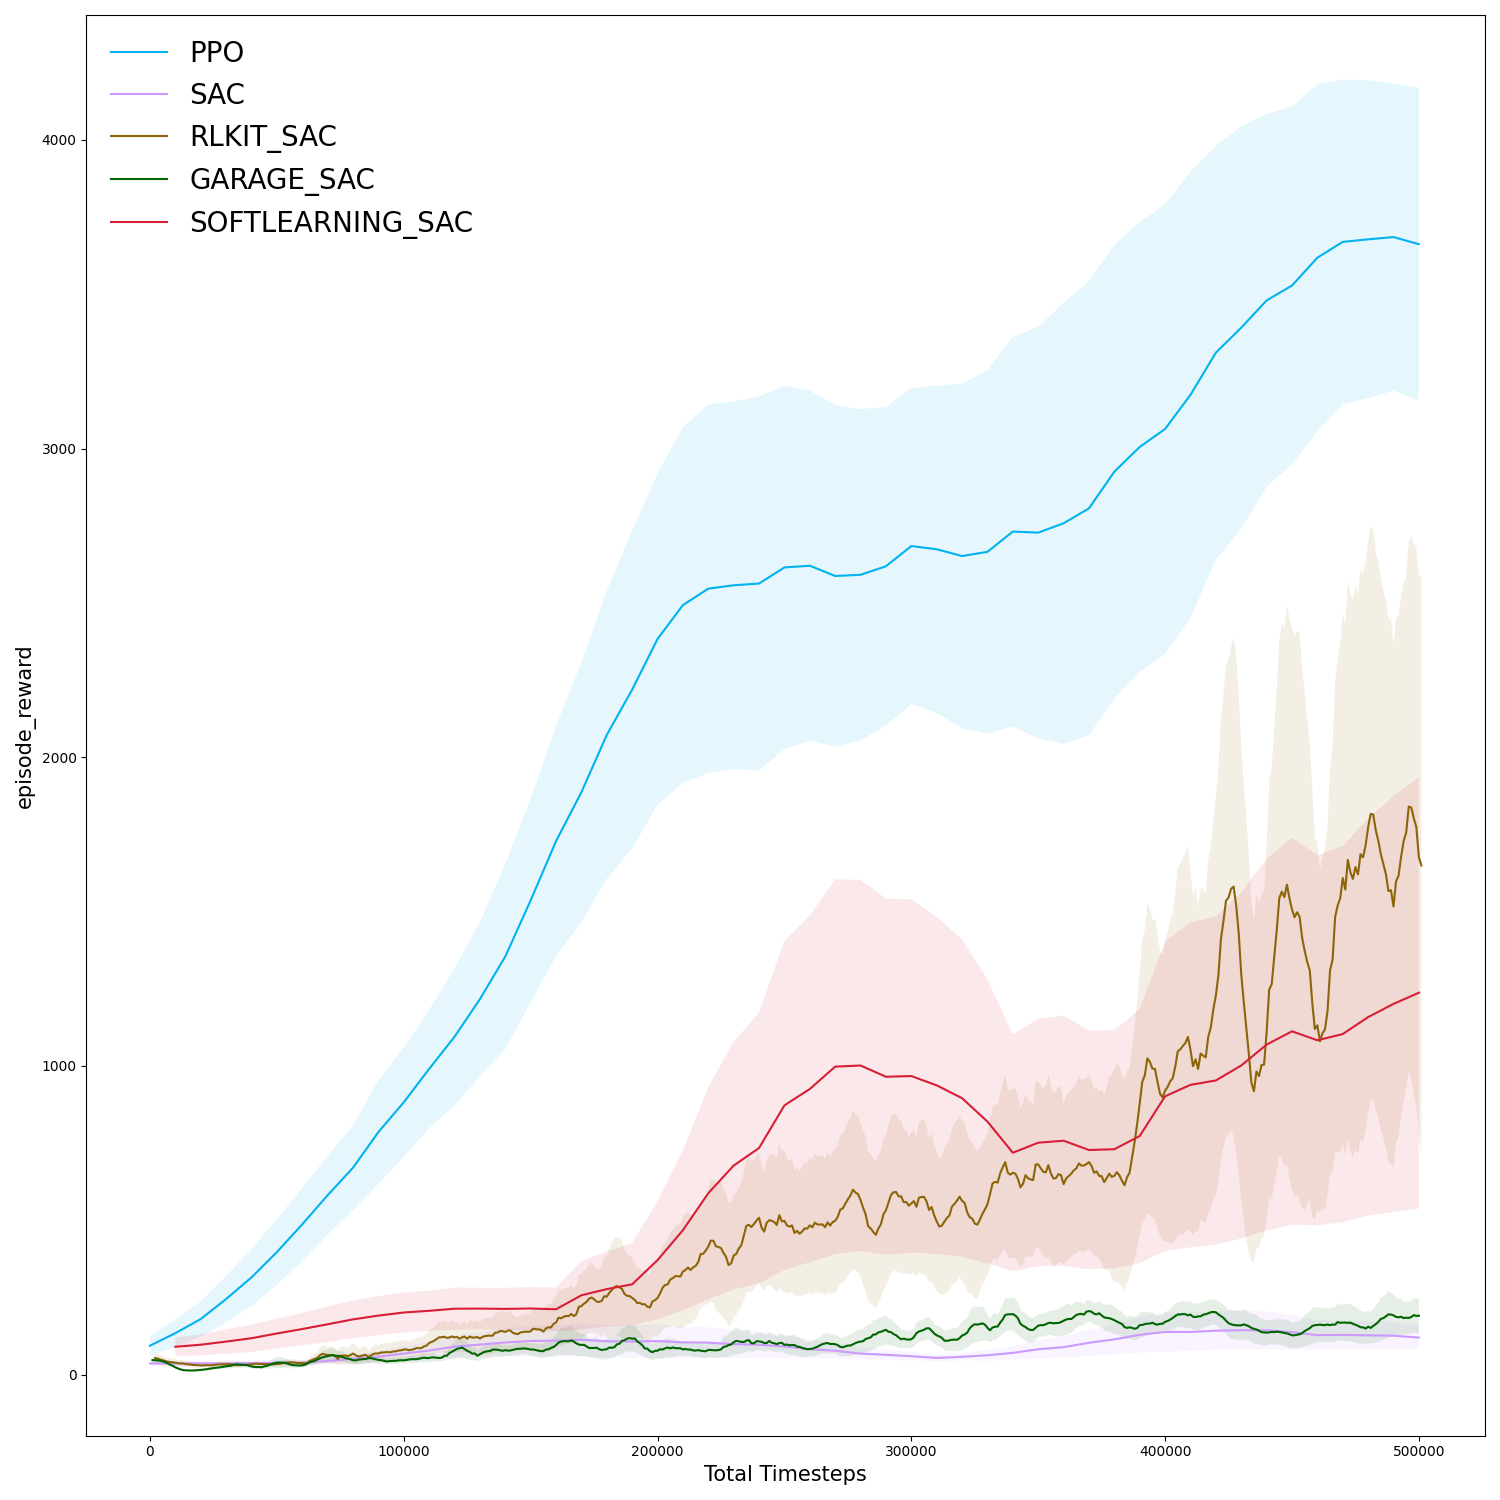 PPO
SAC
RLKIT_SAC
GARAGE_SAC
SOFTLEARNING_SAC
4000
3000
2000
1000
0
episode_reward
0 100000 200000 300000 400000 500000
Total Timesteps